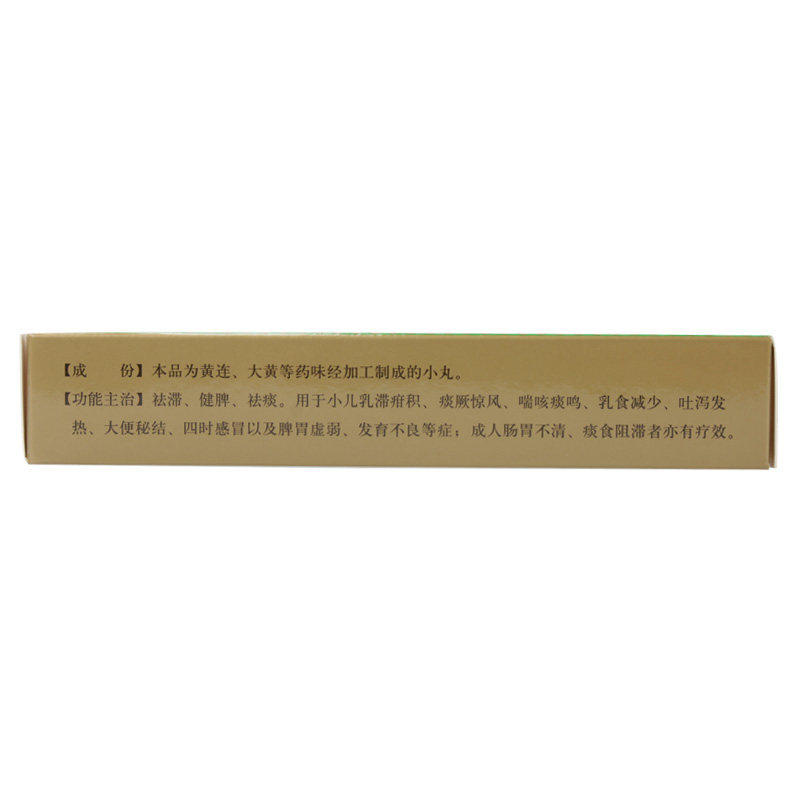 【成　　份】本品为黄连、大黄等药味经加工制成的小丸。
【功能主治】祛滞、健脾、祛痰。用于小儿乳滞疳积、痰厥惊风、喘咳痰鸣、乳食减少、吐泻发
热、大便秘结、四时感冒以及脾胃虚弱、发育不良等症；成人肠胃不清、痰食阻滞者亦有疗效。